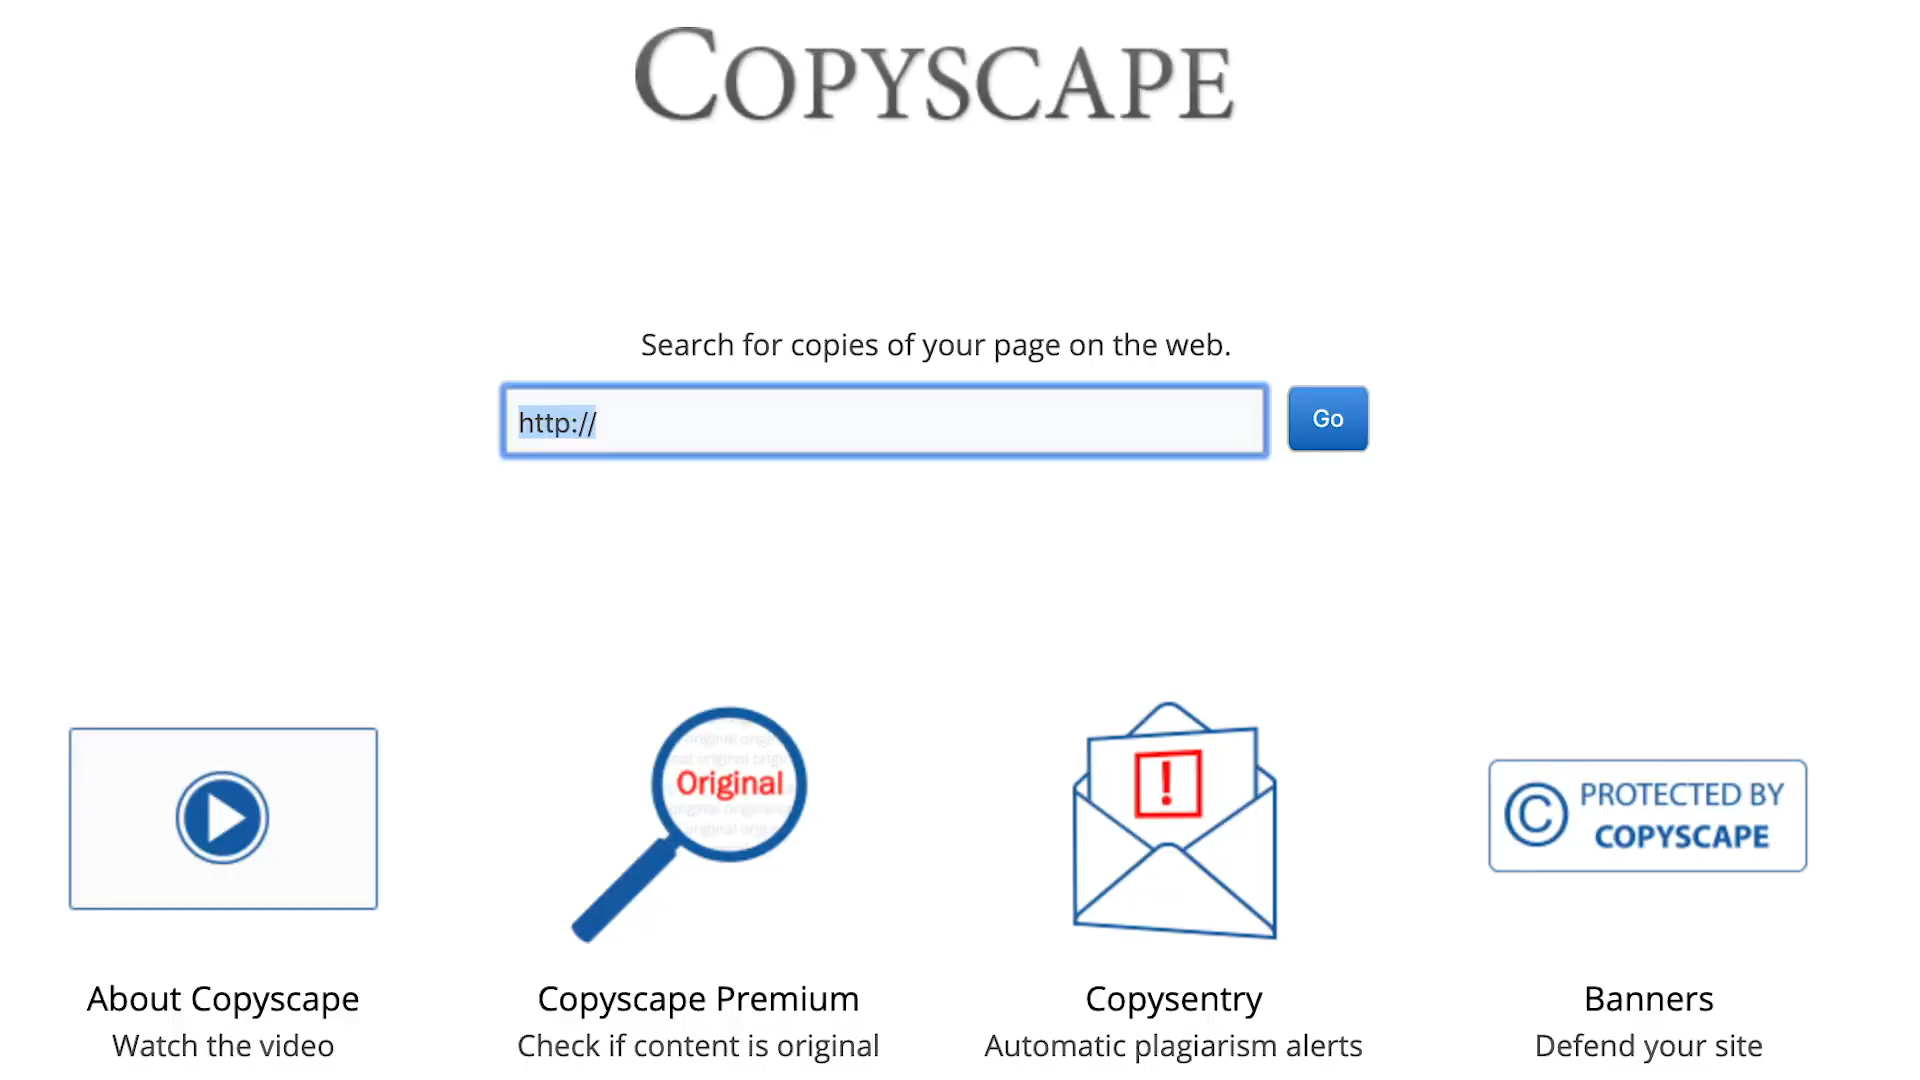 COPYSCAPE
Search for copies of your page on the web.
http://
Go
Original
PROTECTED BY
COPYSCAPE
!
©
About Copyscape
Copyscape Premium
Copysentry
Banners
Watch the video
Check if content is original
Automatic plagiarism alerts
Defend your site